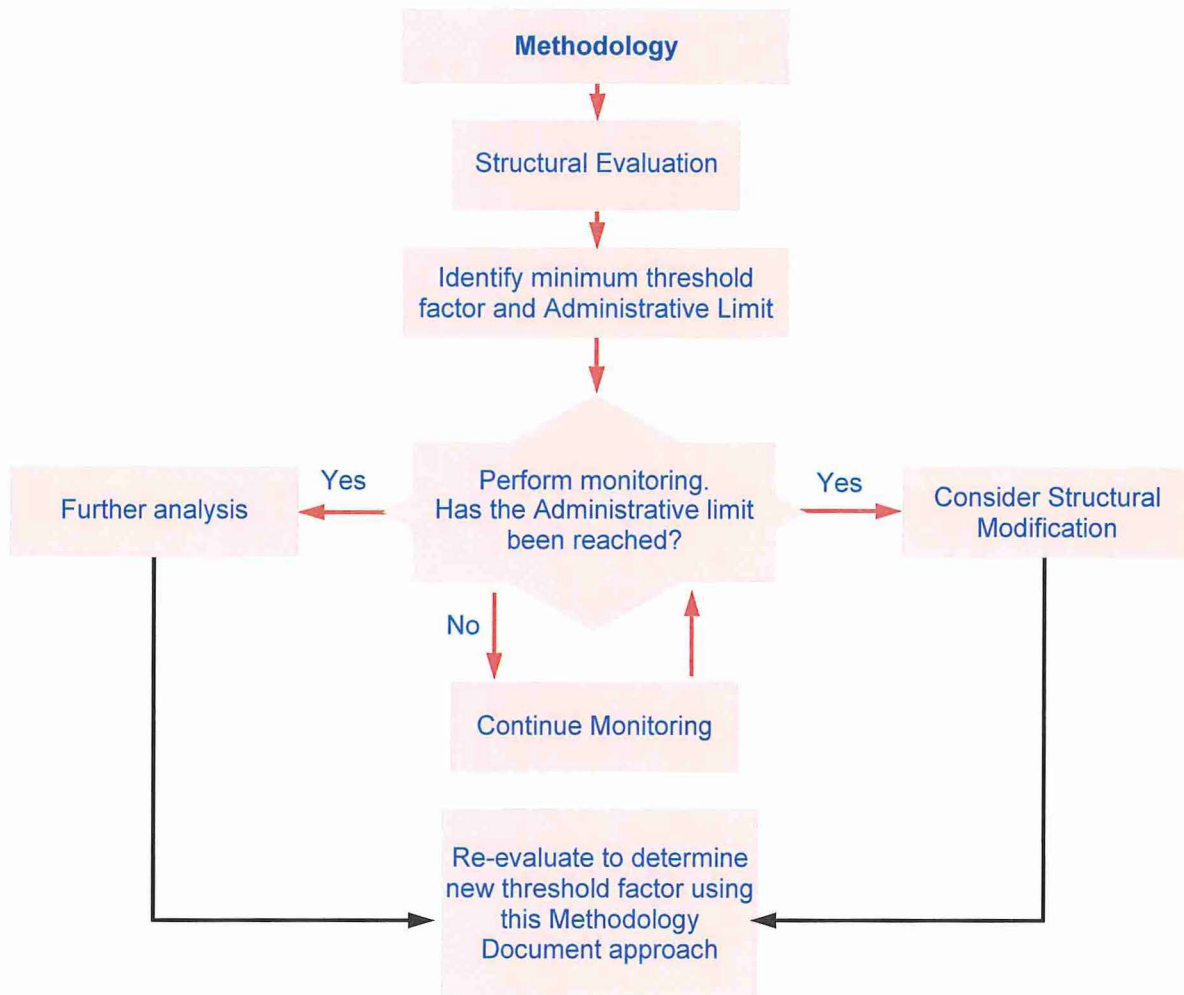 Methodology
Structural Evaluation
Identify minimum threshold
factor and Administrative Limit
Yes
Perform monitoring.
Has the Administrative limit
been reached?
Yes
Further analysis
Consider Structural
Modification
No
Continue Monitoring
Re-evaluate to determine
new threshold factor using
this Methodology
Document approach